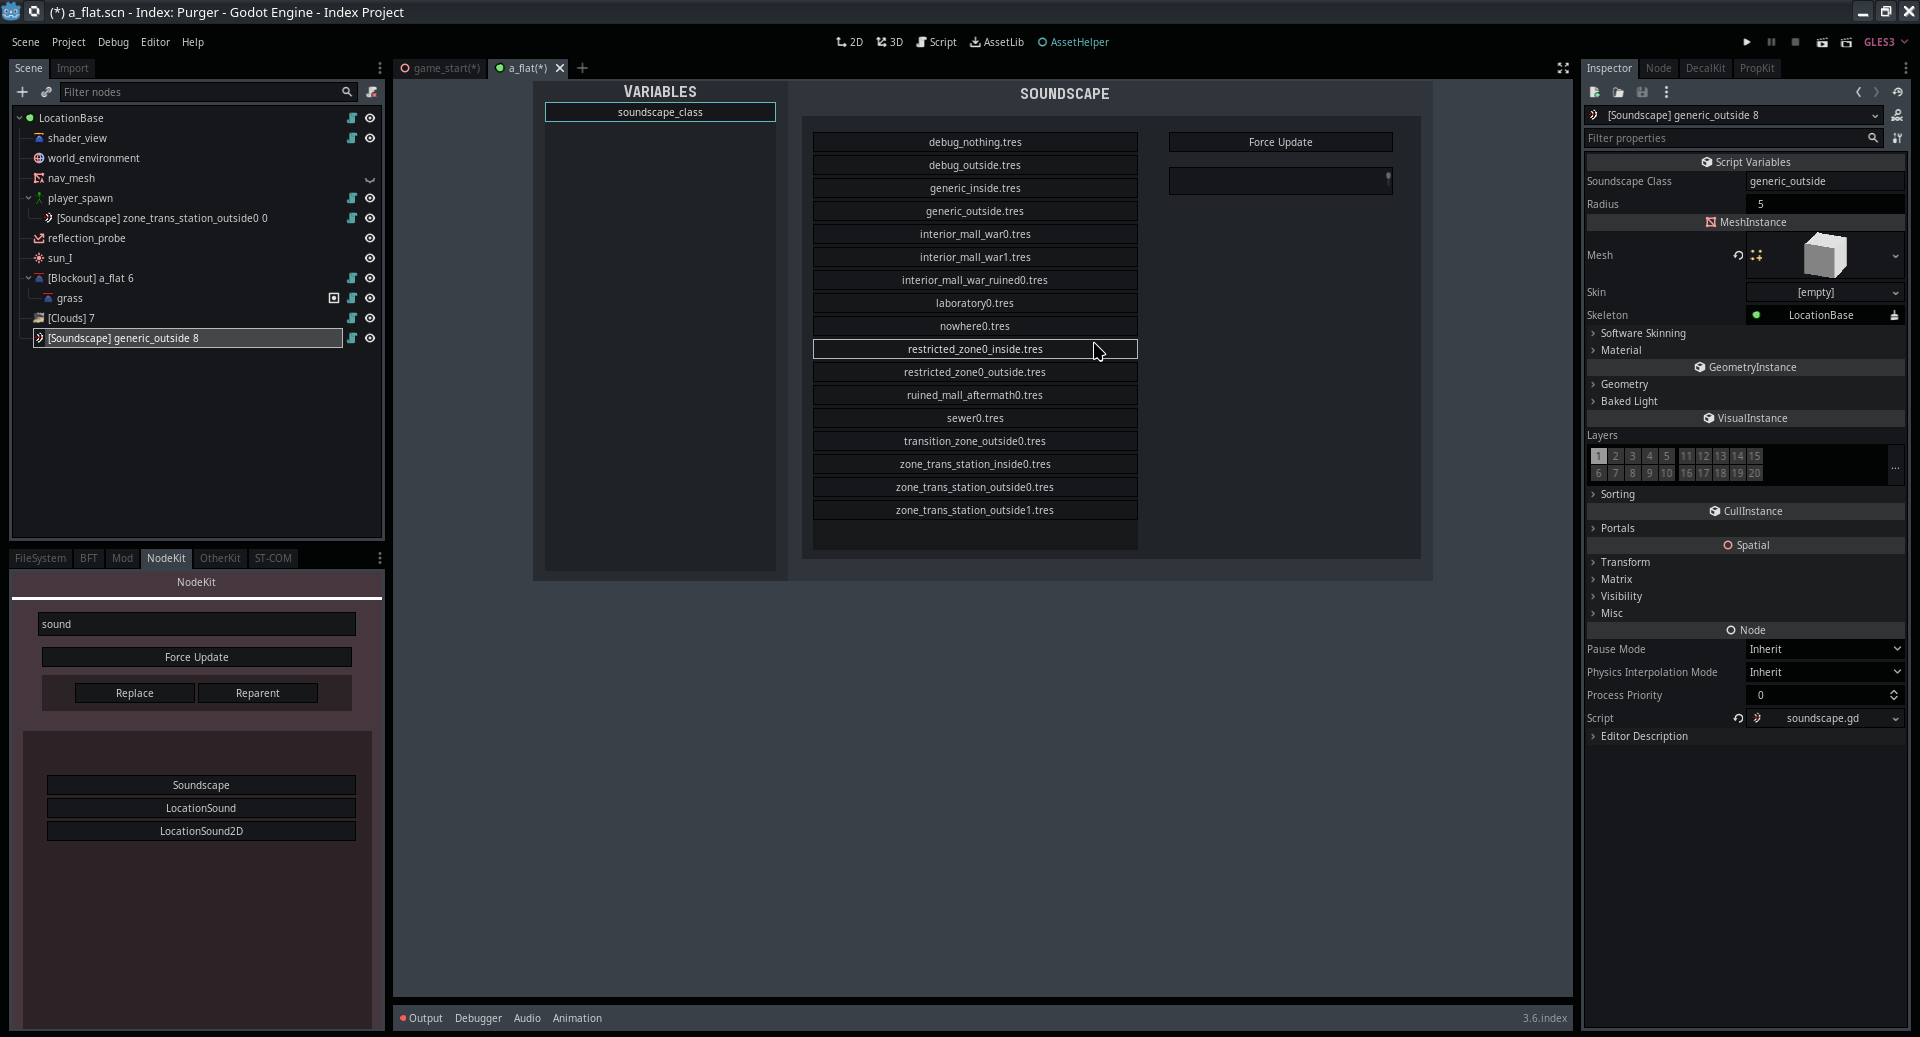 (*) a_flat.scn - Index: Purger - Godot Engine - Index Project
Scene Project Debug Editor Help
2D 3D Script AssetLib AssetHelper
GLES3
Scene Import
Filter nodes
LocationBase
shader_view
world_environment
nav_mesh
player_spawn
[Soundscape] zone_trans_station_outside0 0
reflection_probe
sun_I
[Blockout] a_flat 6
grass
[Clouds] 7
[Soundscape] generic_outside 8
FileSystem BFT Mod NodeKit OtherKit ST-COM
NodeKit
sound
Force Update
Replace Reparent
Soundscape
LocationSound
LocationSound2D
game_start(*) a_flat(*)
VARIABLES
soundscape_class
SOUNDSCAPE
debug_nothing.tres
debug_outside.tres
generic_inside.tres
generic_outside.tres
interior_mall_war0.tres
interior_mall_war1.tres
interior_mall_war_ruined0.tres
laboratory0.tres
nowhere0.tres
restricted_zone0_inside.tres
restricted_zone0_outside.tres
ruined_mall_aftermath0.tres
sewer0.tres
transition_zone_outside0.tres
zone_trans_station_inside0.tres
zone_trans_station_outside0.tres
zone_trans_station_outside1.tres
Force Update
Output Debugger Audio Animation
3.6.index
Inspector Node DecalKit PropKit
[Soundscape] generic_outside 8
Filter properties
Script Variables
Soundscape Class generic_outside
Radius 5
MeshInstance
Mesh
Skin [empty]
Skeleton LocationBase
Software Skinning
Material
GeometryInstance
Geometry
Baked Light
VisualInstance
Layers
1 2 3 4 5 11 12 13 14 15
6 7 8 9 10 16 17 18 19 20
...
Sorting
CullInstance
Portals
Spatial
Transform
Matrix
Visibility
Misc
Node
Pause Mode Inherit
Physics Interpolation Mode Inherit
Process Priority 0
Script soundscape.gd
Editor Description